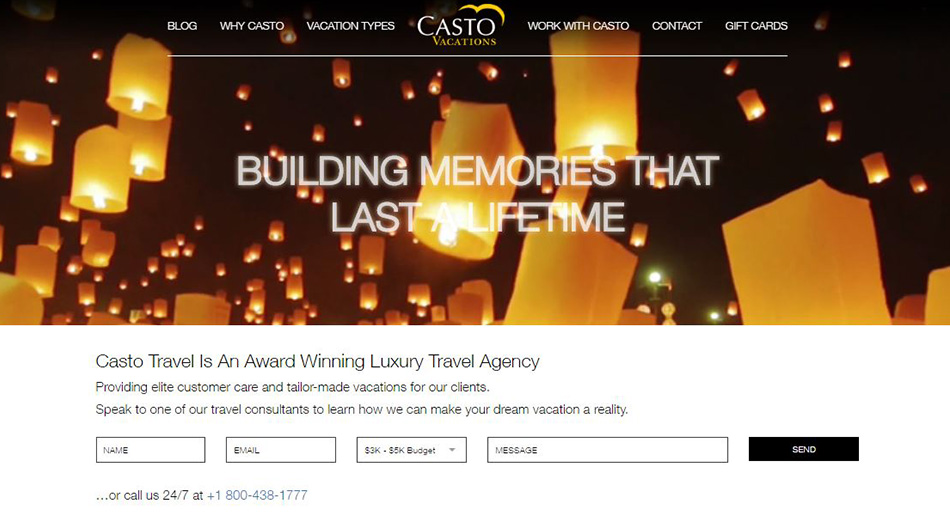 BLOG WHY CASTO VACATION TYPES CASTO VACATIONS WORK WITH CASTO CONTACT GIFT CARDS
BUILDING MEMORIES THAT
LAST A LIFETIME
Casto Travel Is An Award Winning Luxury Travel Agency
Providing elite customer care and tailor-made vacations for our clients.
Speak to one of our travel consultants to learn how we can make your dream vacation a reality.
NAME EMAIL $3K - $5K Budget MESSAGE SEND
...or call us 24/7 at +1 800-438-1777